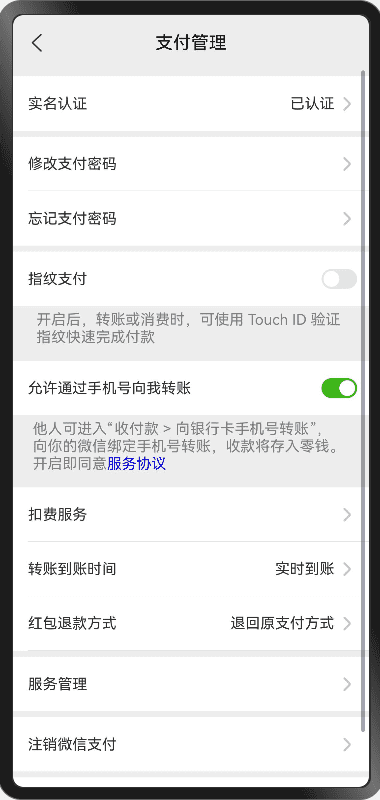 支付管理
实名认证 已认证
修改支付密码
忘记支付密码
指纹支付
开启后，转账或消费时，可使用 Touch ID 验证
指纹快速完成付款
允许通过手机号向我转账
他人可进入“收付款 > 向银行卡手机号转账”，
向你的微信绑定手机号转账，收款将存入零钱。
开启即同意服务协议
扣费服务
转账到账时间 实时到账
红包退款方式 退回原支付方式
服务管理
注销微信支付